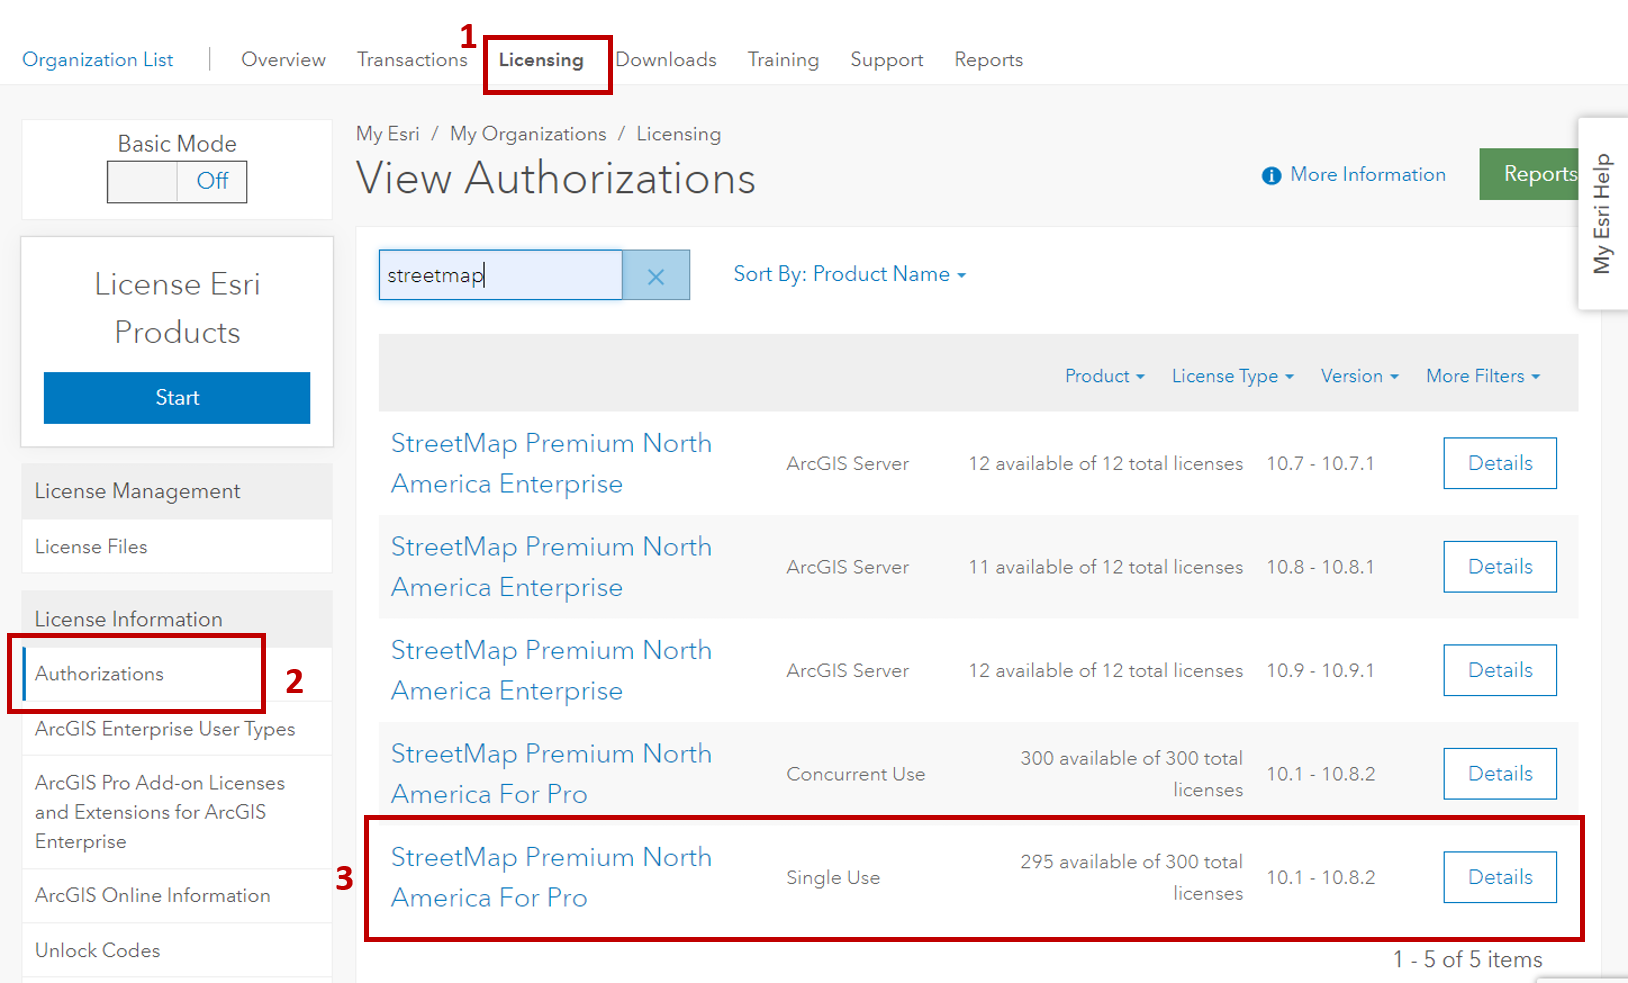 1
Organization List Overview Transactions Licensing Downloads Training Support Reports
Basic Mode
Off
My Esri / My Organizations / Licensing
View Authorizations
More Information
Reports
My Esri Help
License Esri
Products
Start
streetmap
Sort By: Product Name
Product License Type Version More Filters
StreetMap Premium North
America Enterprise
ArcGIS Server
12 available of 12 total licenses
10.7 - 10.7.1
Details
StreetMap Premium North
America Enterprise
ArcGIS Server
11 available of 12 total licenses
10.8 - 10.8.1
Details
StreetMap Premium North
America Enterprise
ArcGIS Server
12 available of 12 total licenses
10.9 - 10.9.1
Details
StreetMap Premium North
America For Pro
Concurrent Use
300 available of 300 total
licenses
10.1 - 10.8.2
Details
3
StreetMap Premium North
America For Pro
Single Use
295 available of 300 total
licenses
10.1 - 10.8.2
Details
1 - 5 of 5 items
License Management
License Files
License Information
Authorizations
2
ArcGIS Enterprise User Types
ArcGIS Pro Add-on Licenses
and Extensions for ArcGIS
Enterprise
ArcGIS Online Information
Unlock Codes